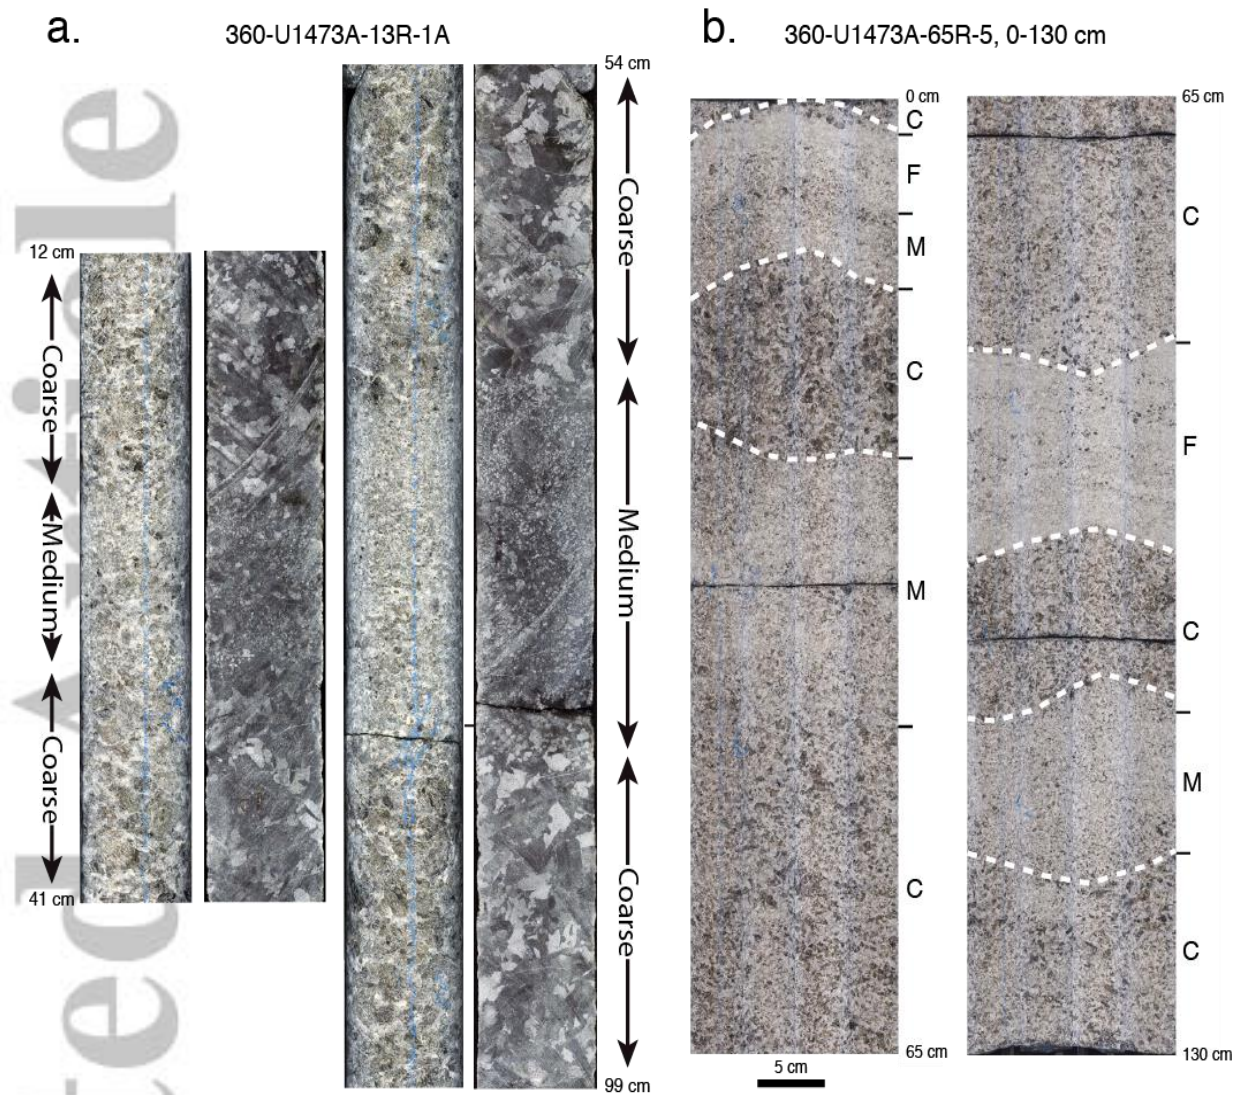 a.
360-U1473A-13R-1A
12 cm
Coarse
Medium
Coarse
41 cm
54 cm
Coarse
Medium
Coarse
99 cm
b.
360-U1473A-65R-5, 0-130 cm
0 cm
C
F
M
C
M
C
65 cm
5 cm
65 cm
C
F
C
M
C
130 cm